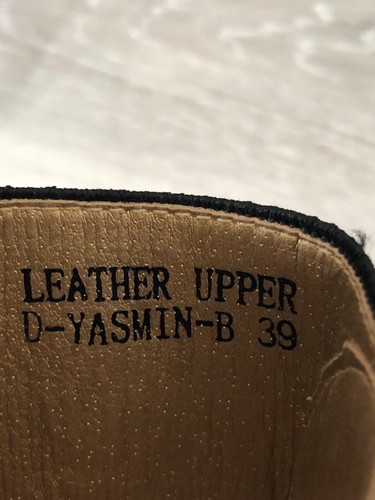 LEATHER UPPER
D-YASMIN-B 39